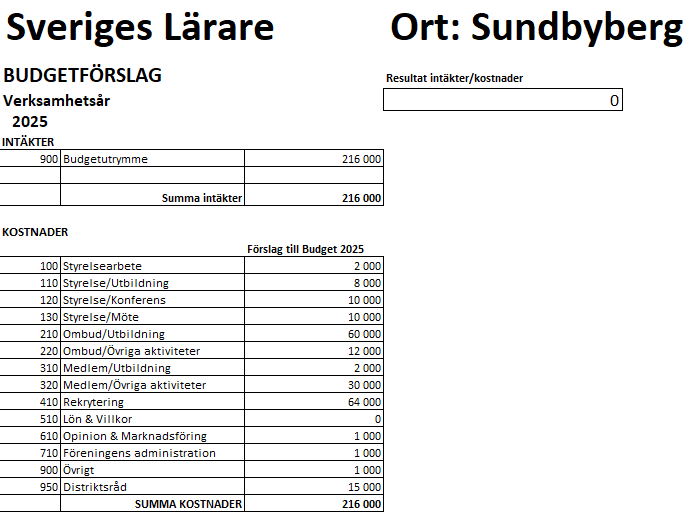 Sveriges Lärare Ort: Sundbyberg
BUDGETFÖRSLAG Resultat intäkter/kostnader
Verksamhetsår 0
2025
INTÄKTER
900 Budgetutrymme 216 000
Summa intäkter 216 000
KOSTNADER
Förslag till Budget 2025
100 Styrelsearbete 2 000
110 Styrelse/Utbildning 8 000
120 Styrelse/Konferens 10 000
130 Styrelse/Möte 10 000
210 Ombud/Utbildning 60 000
220 Ombud/Övriga aktiviteter 12 000
310 Medlem/Utbildning 2 000
320 Medlem/Övriga aktiviteter 30 000
410 Rekrytering 64 000
510 Lön & Villkor 0
610 Opinion & Marknadsföring 1 000
710 Föreningens administration 1 000
900 Övrigt 1 000
950 Distriktsråd 15 000
SUMMA KOSTNADER 216 000